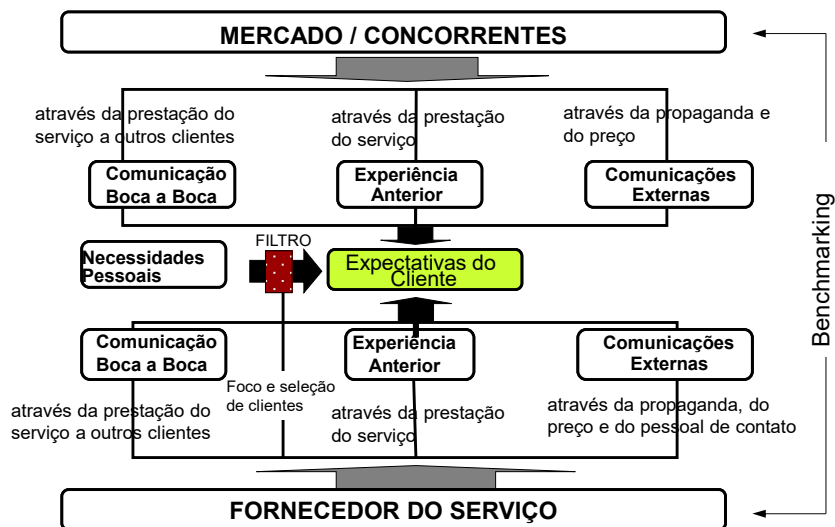 MERCADO / CONCORRENTES
através da prestação do
serviço a outros clientes
através da prestação
do serviço
através da propaganda e
do preço
Comunicação
Boca a Boca
Experiência
Anterior
Comunicações
Externas
Necessidades
Pessoais
FILTRO
Expectativas do
Cliente
Benchmarking
Comunicação
Boca a Boca
Experiência
Anterior
Comunicações
Externas
Foco e seleção
de clientes
através da prestação do
serviço a outros clientes
através da prestação
do serviço
através da propaganda, do
preço e do pessoal de contato
FORNECEDOR DO SERVIÇO